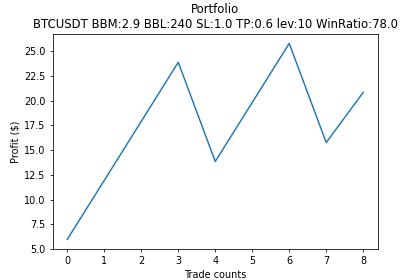 Portfolio
BTCUSDT BBM:2.9 BBL:240 SL:1.0 TP:0.6 lev:10 WinRatio:78.0
25.0
22.5
20.0
17.5
15.0
12.5
10.0
7.5
5.0
Profit ($)
0 1 2 3 4 5 6 7 8
Trade counts